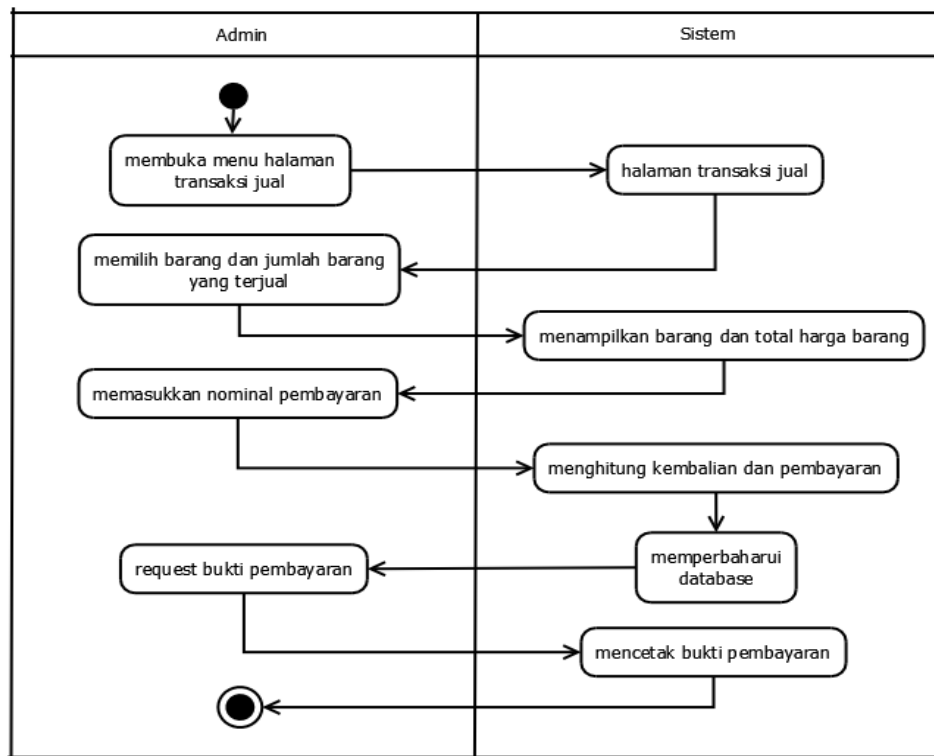 Admin
Sistem
membuka menu halaman
transaksi jual
halaman transaksi jual
memilih barang dan jumlah barang
yang terjual
menampilkan barang dan total harga barang
memasukkan nominal pembayaran
menghitung kembalian dan pembayaran
memperbaharui
database
request bukti pembayaran
mencetak bukti pembayaran